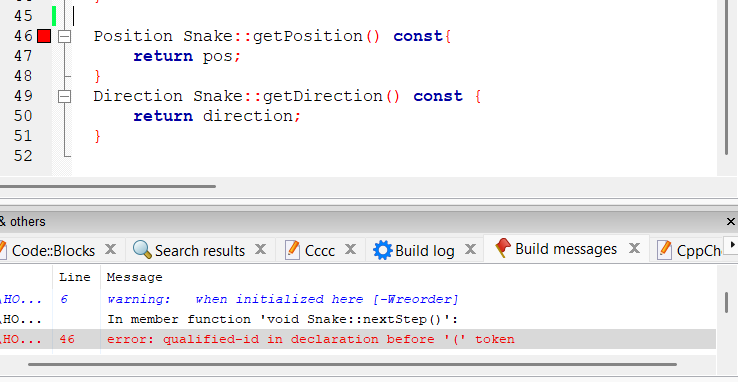 45
46 Position Snake::getPosition() const{
47 return pos;
48 }
49 Direction Snake::getDirection() const {
50 return direction;
51 }
52
& others X
Code::Blocks X Search results X Cccc X Build log X Build messages X CppCh
Line Message
\HO... 6 warning: when initialized here [-Wreorder]
\HO... In member function 'void Snake::nextStep()':
\HO... 46 error: qualified-id in declaration before '(' token